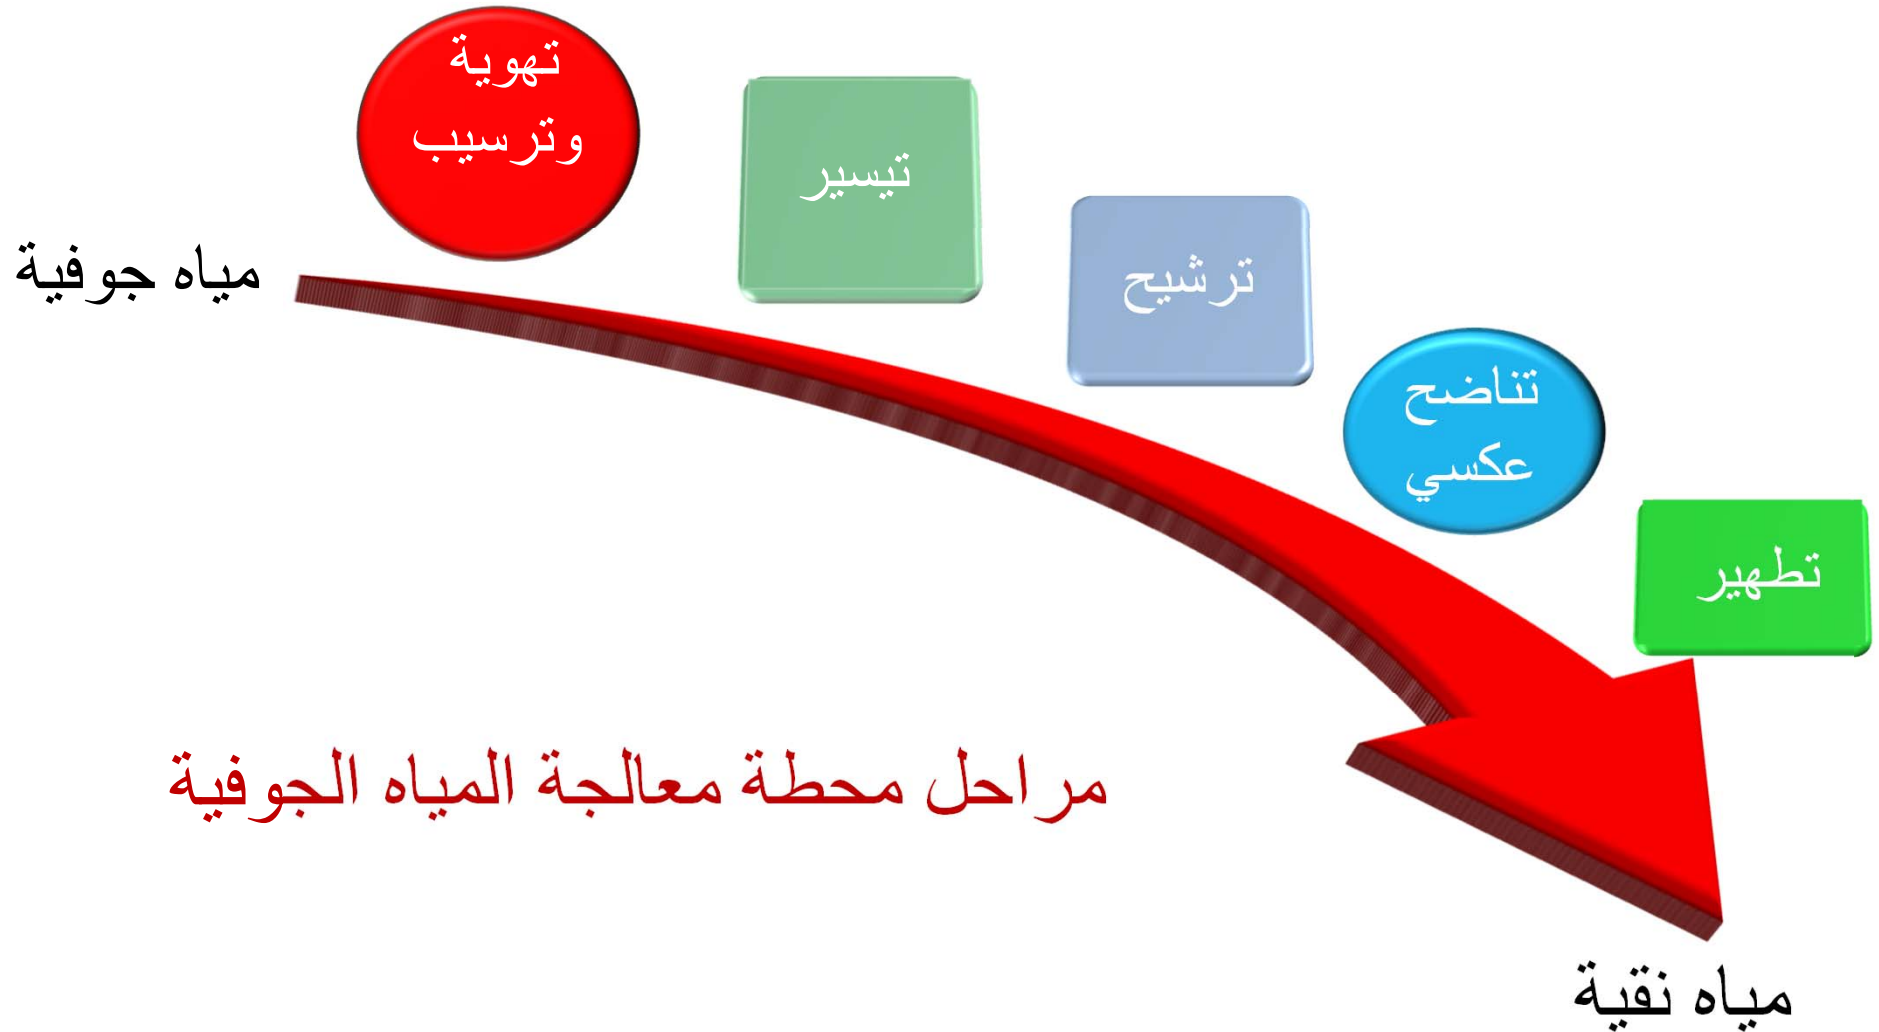 تهوية
وترسيب
تيسير
ترشيح
تناضح
عكسي
تطهير
مياه جوفية
مراحل محطة معالجة المياه الجوفية
مياه نقية